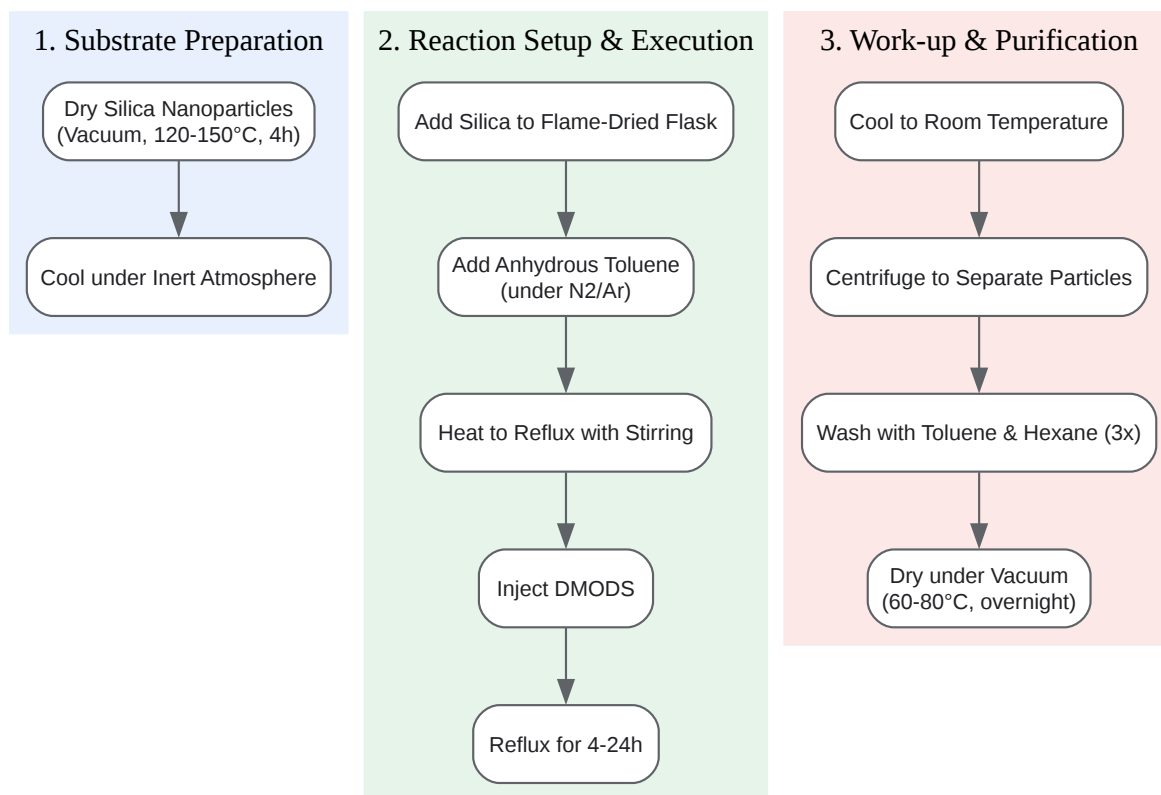 1. Substrate Preparation
Dry Silica Nanoparticles
(Vacuum, 120-150°C, 4h)
Cool under Inert Atmosphere
2. Reaction Setup & Execution
Add Silica to Flame-Dried Flask
Add Anhydrous Toluene
(under N2/Ar)
Heat to Reflux with Stirring
Inject DMODS
Reflux for 4-24h
3. Work-up & Purification
Cool to Room Temperature
Centrifuge to Separate Particles
Wash with Toluene & Hexane (3x)
Dry under Vacuum
(60-80°C, overnight)